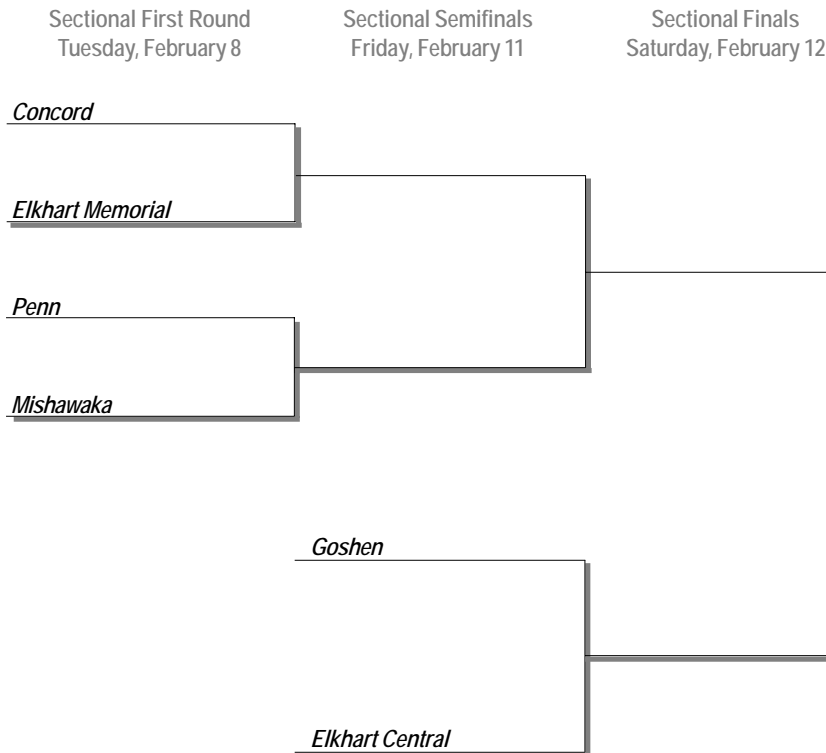 Sectional First Round
Tuesday, February 8
Sectional Semifinals
Friday, February 11
Sectional Finals
Saturday, February 12
Concord
Elkhart Memorial
Penn
Mishawaka
Goshen
Elkhart Central